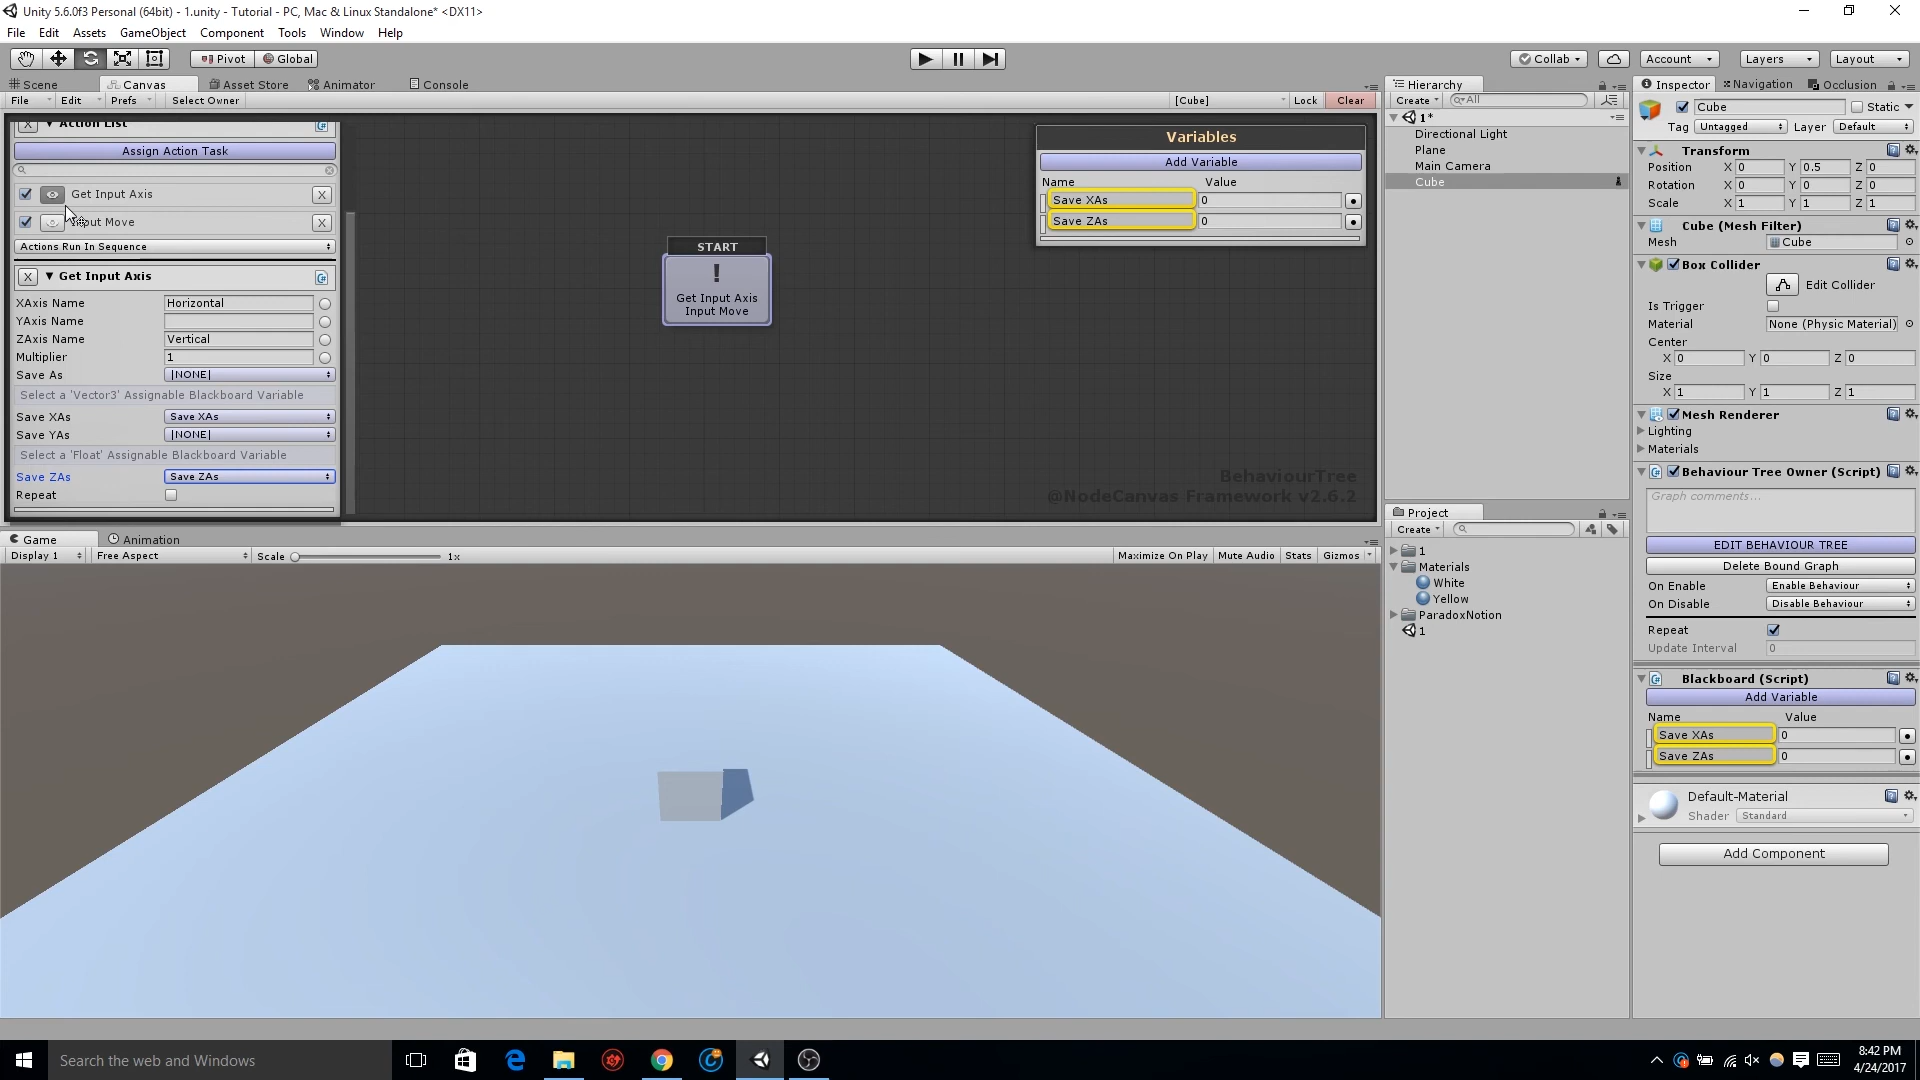 Unity 5.6.0f3 Personal (64bit) - 1.unity - Tutorial - PC, Mac & Linux Standalone* <DX11>
File Edit Assets GameObject Component Tools Window Help
Pivot Global Collab Account Layers Layout
Scene Canvas Asset Store Animator Console
File Edit Prefs Select Owner [Cube] Lock Clear
Action List
Assign Action Task
Get Input Axis X
Input Move X
Actions Run In Sequence
X Get Input Axis
XAxis Name Horizontal
YAxis Name
ZAxis Name Vertical
Multiplier 1
Save As |NONE|
Select a 'Vector3' Assignable Blackboard Variable
Save XAs Save XAs
Save YAs |NONE|
Select a 'Float' Assignable Blackboard Variable
Save ZAs Save ZAs
Repeat
START
!
Get Input Axis
Input Move
Variables
Add Variable
Name Value
Save XAs 0
Save ZAs 0
BehaviourTree
@NodeCanvas Framework v2.6.2
Game Animation
Display 1 Free Aspect Scale 1x Maximize On Play Mute Audio Stats Gizmos
Hierarchy
Create All
1*
Directional Light
Plane
Main Camera
Cube
Project
Create
1
Materials
White
Yellow
ParadoxNotion
1
Inspector Navigation Occlusion
Cube Static
Tag Untagged Layer Default
Transform
Position X 0 Y 0.5 Z 0
Rotation X 0 Y 0 Z 0
Scale X 1 Y 1 Z 1
Cube (Mesh Filter)
Mesh Cube
Box Collider
Edit Collider
Is Trigger
Material None (Physic Material)
Center
X 0 Y 0 Z 0
Size
X 1 Y 1 Z 1
Mesh Renderer
Lighting
Materials
Behaviour Tree Owner (Script)
Graph comments...
EDIT BEHAVIOUR TREE
Delete Bound Graph
On Enable Enable Behaviour
On Disable Disable Behaviour
Repeat
Update Interval 0
Blackboard (Script)
Add Variable
Name Value
Save XAs 0
Save ZAs 0
Default-Material
Shader Standard
Add Component
Search the web and Windows
8:42 PM
4/24/2017